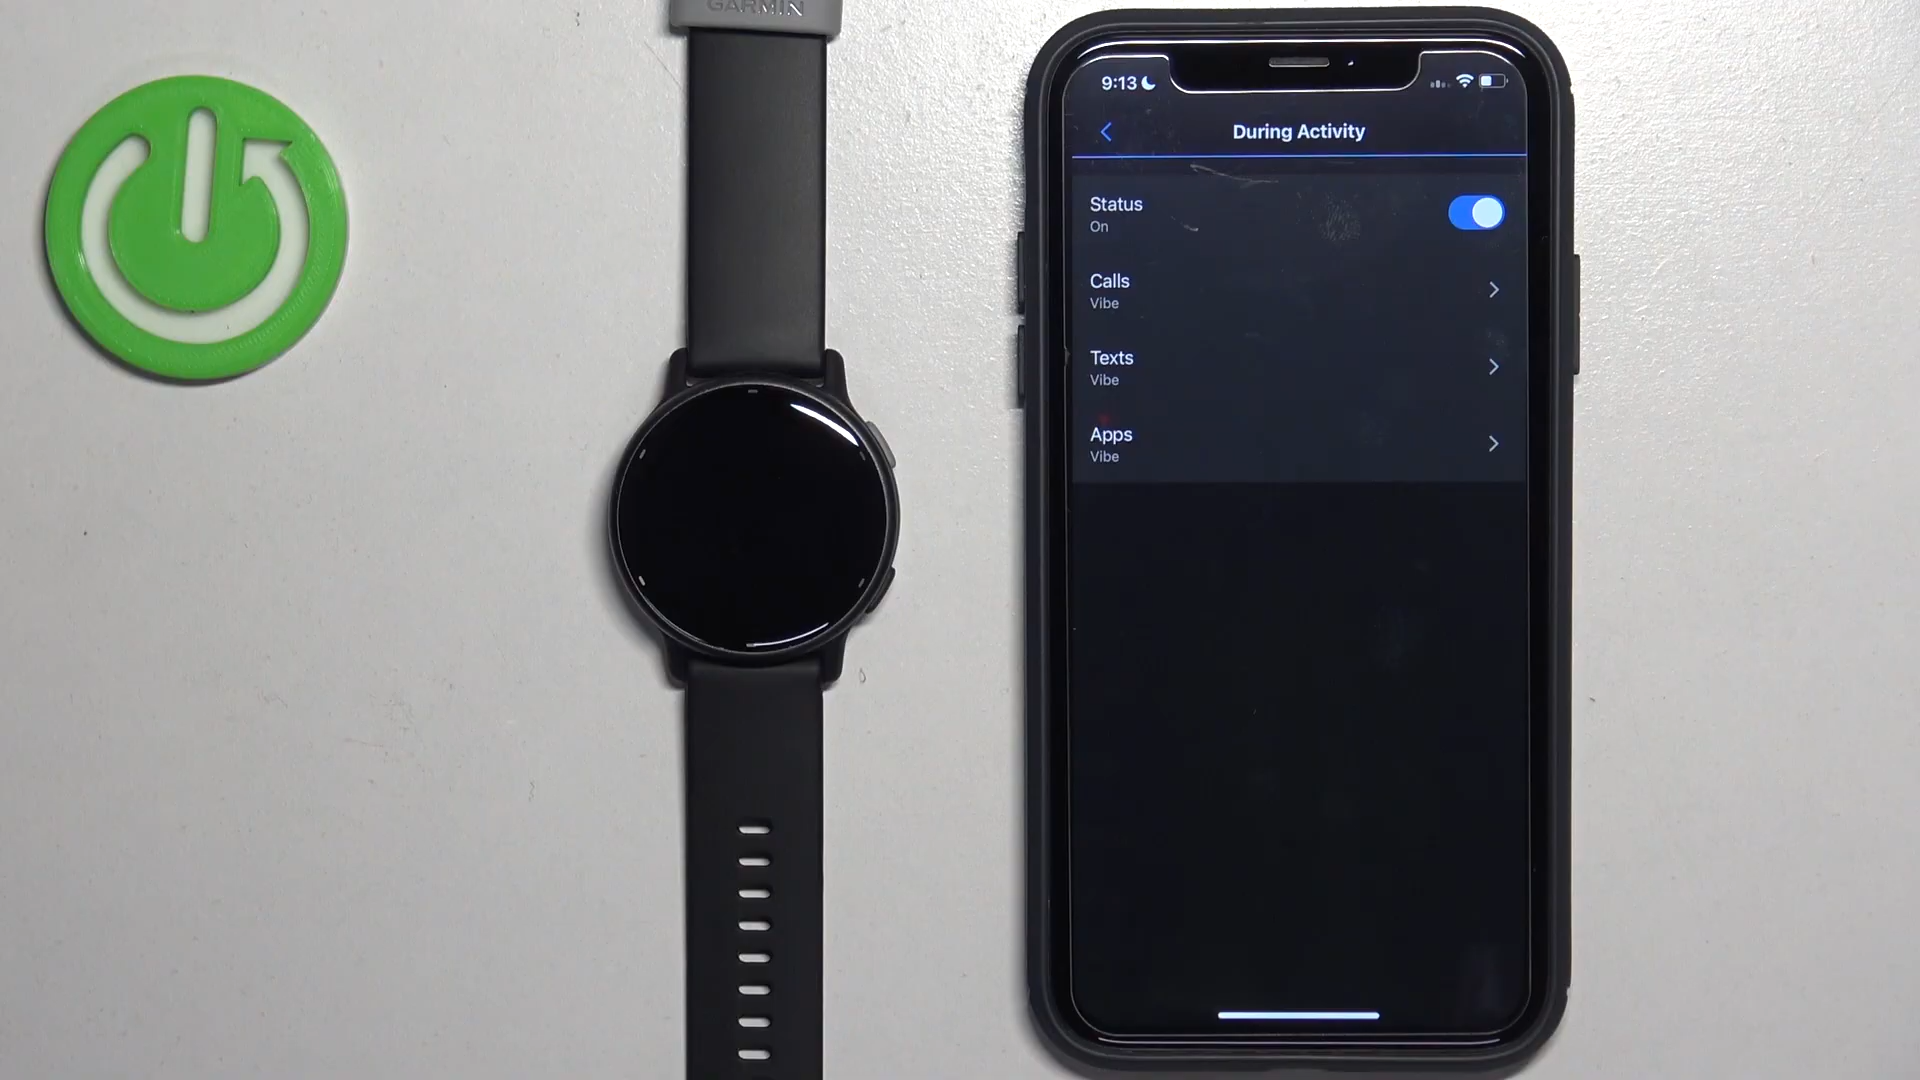 GARMIN
9:13
During Activity
Status
On
Calls
Vibe
Texts
Vibe
Apps
Vibe